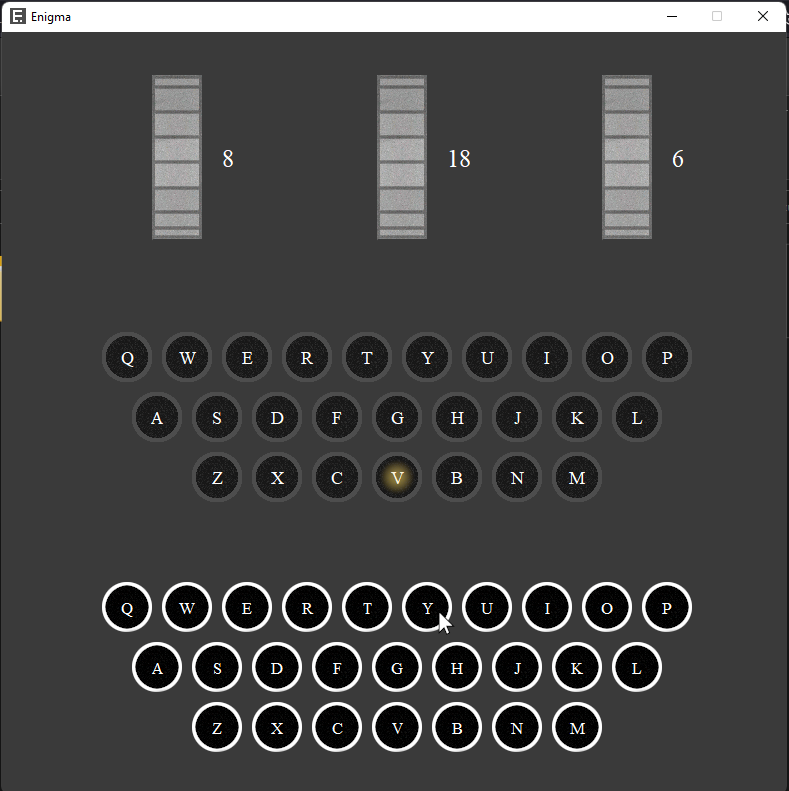 Enigma
8 18 6
Q W E R T Y U I O P
A S D F G H J K L
Z X C V B N M
Q W E R T Y U I O P
A S D F G H J K L
Z X C V B N M